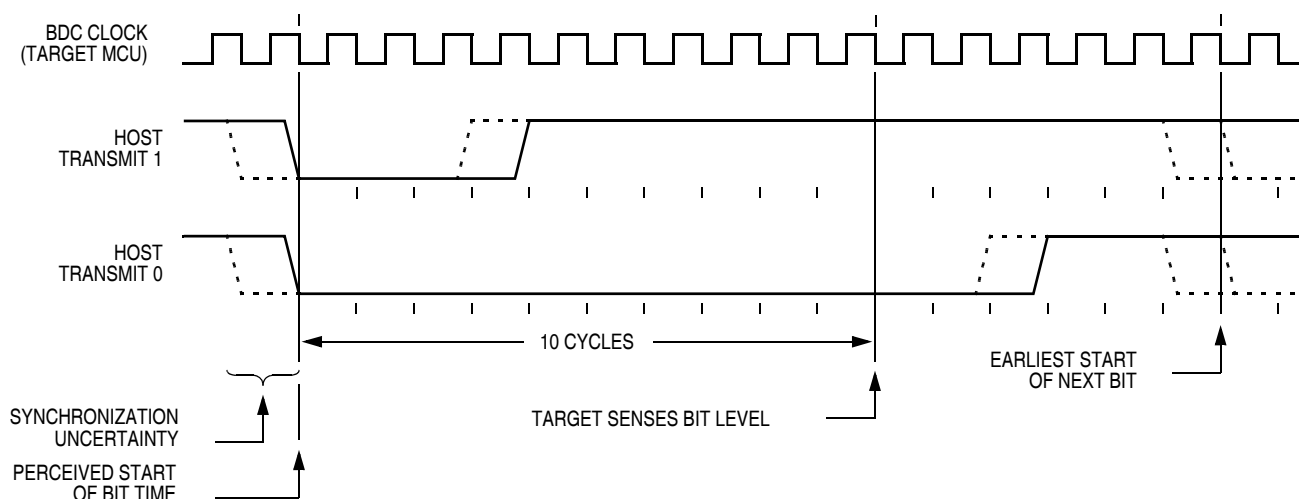 BDC CLOCK
(TARGET MCU)
HOST
TRANSMIT 1
HOST
TRANSMIT 0
10 CYCLES
EARLIEST START
OF NEXT BIT
TARGET SENSES BIT LEVEL
SYNCHRONIZATION
UNCERTAINTY
PERCEIVED START
OF BIT TIME